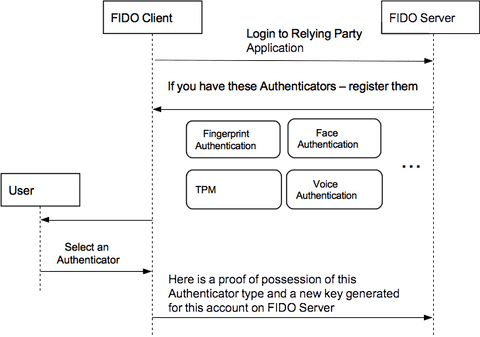 FIDO Client
FIDO Server
Login to Relying Party
Application
If you have these Authenticators – register them
Fingerprint
Authentication
Face
Authentication
...
TPM
Voice
Authentication
User
Select an
Authenticator
Here is a proof of possession of this
Authenticator type and a new key generated
for this account on FIDO Server